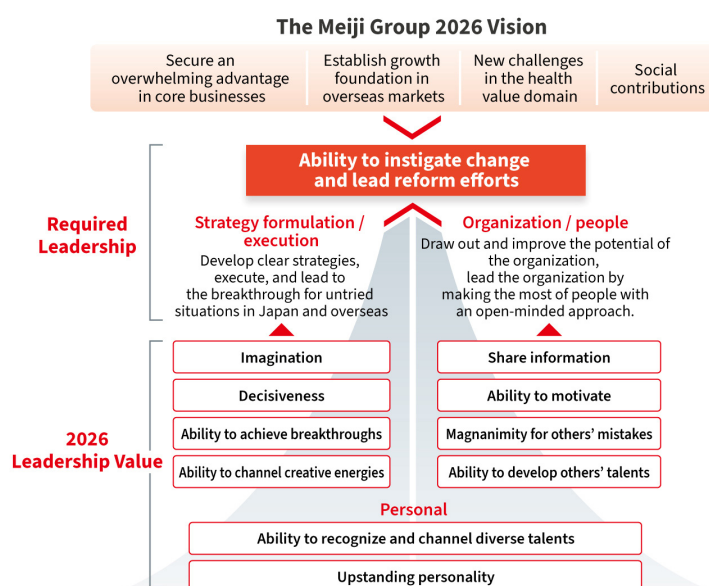 The Meiji Group 2026 Vision
Secure an
overwhelming advantage
in core businesses
Establish growth
foundation in
overseas markets
New challenges
in the health
value domain
Social
contributions
Ability to instigate change
and lead reform efforts
Required
Leadership
Strategy formulation /
execution
Develop clear strategies,
execute, and lead to
the breakthrough for untried
situations in Japan and overseas
Organization / people
Draw out and improve the potential of
the organization,
lead the organization by
making the most of people with
an open-minded approach.
2026
Leadership Value
Imagination
Decisiveness
Ability to achieve breakthroughs
Ability to channel creative energies
Share information
Ability to motivate
Magnanimity for others’ mistakes
Ability to develop others’ talents
Personal
Ability to recognize and channel diverse talents
Upstanding personality